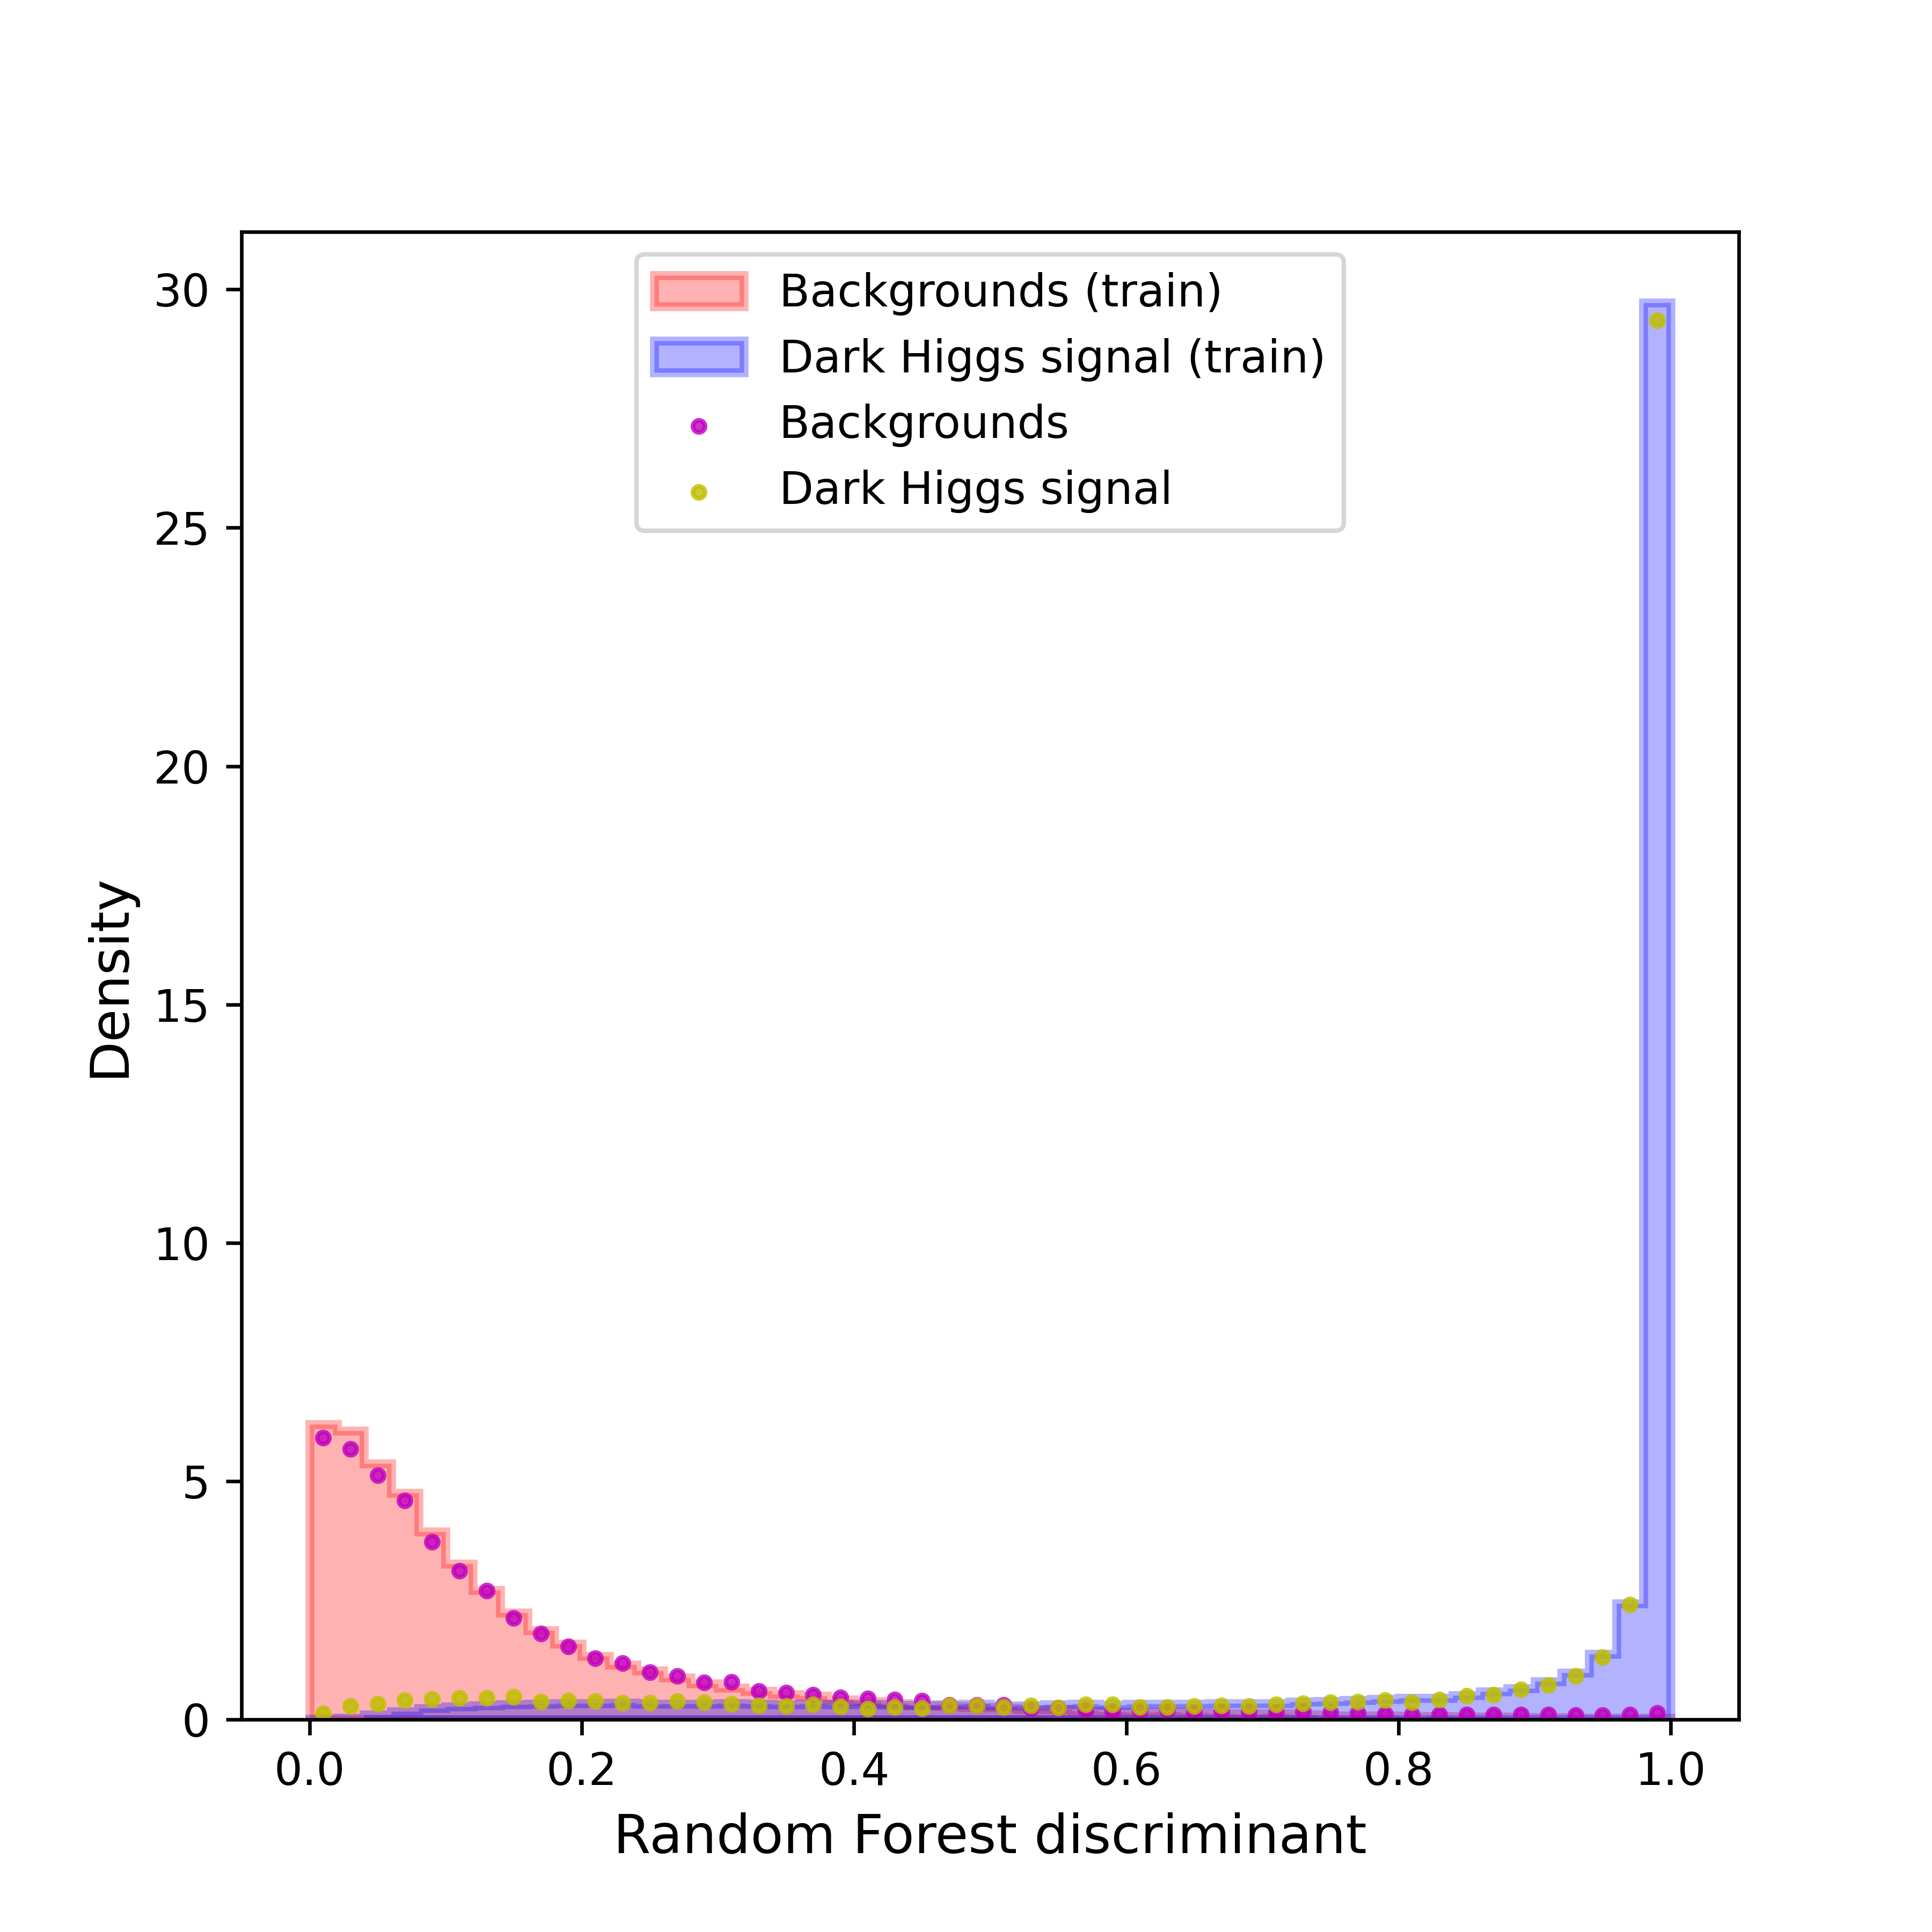 Backgrounds (train)
Dark Higgs signal (train)
Backgrounds
Dark Higgs signal
Density
30
25
20
15
10
5
0
0.0 0.2 0.4 0.6 0.8 1.0
Random Forest discriminant